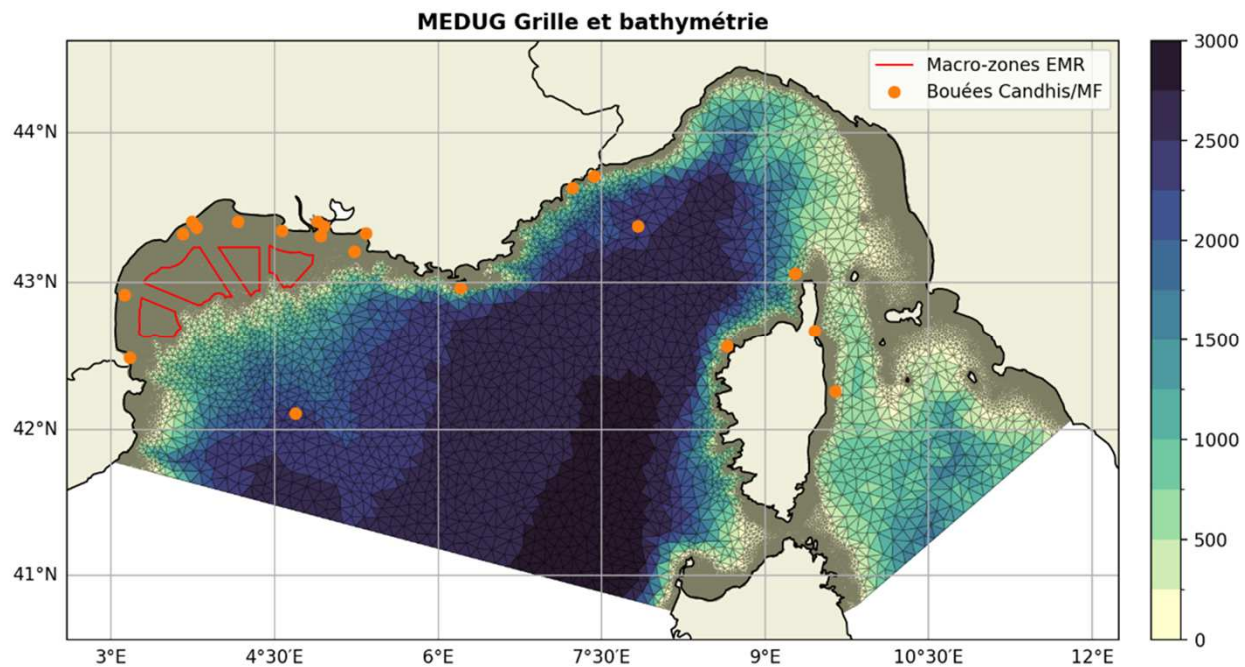 MEDUG Grille et bathymétrie
Macro-zones EMR
Bouées Candhis/MF
44°N
43°N
42°N
41°N
3°E
4°30'E
6°E
7°30'E
9°E
10°30'E
12°E
3000
2500
2000
1500
1000
500
0